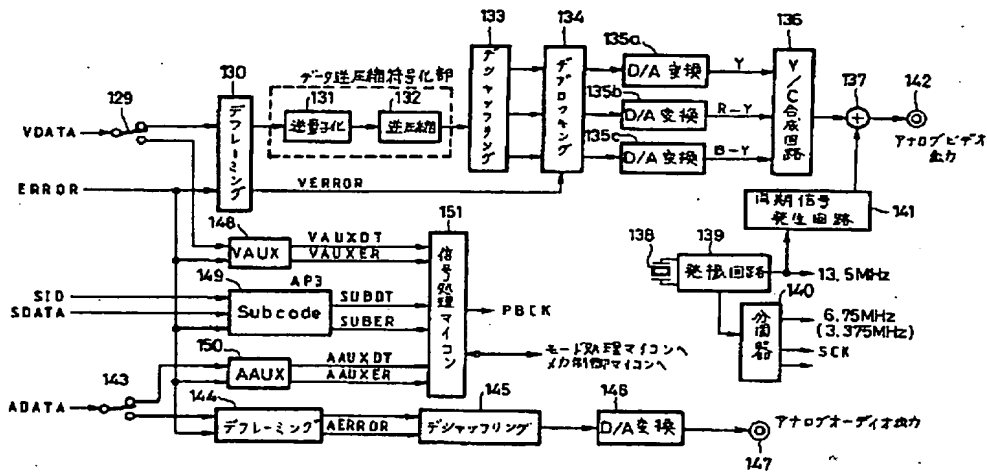 133
134
135a
136
130
データ逆圧縮符号化部
129
131
132
137
142
VDATA
デフレーミング
逆量子化
逆圧縮
デシャッフリング
デブロッキング
D/A変換
Y
135b
D/A変換
R-Y
135c
D/A変換
B-Y
Y/C合成回路
アナログビデオ出力
ERROR
VERROR
148
151
同期信号発生回路
141
VAUX
VAUXDT
VAUXER
138
139
発振回路
13.5MHz
149
AP3
SID
SDATA
Subcode
SUBDT
SUBER
信号処理マイコン
PBCK
140
分周器
6.75MHz
(3.375MHz)
SCK
150
AAUX
AAUXDT
AAUXER
モード処理マイコンへ
メカ制御マイコンへ
143
ADATA
144
145
146
デフレーミング
AERROR
デシャッフリング
D/A変換
アナログオーディオ出力
147